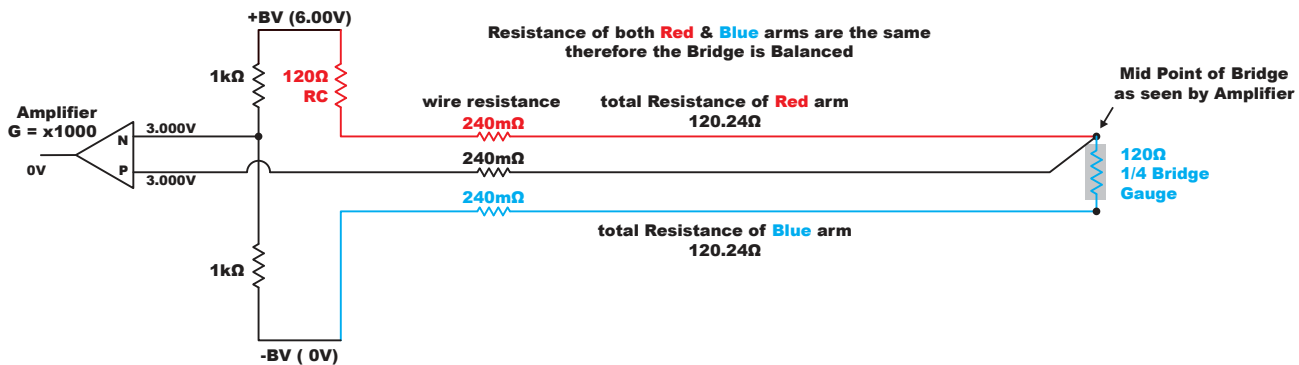 +BV (6.00V)
Resistance of both Red & Blue arms are the same
therefore the Bridge is Balanced
1kΩ
120Ω
RC
Mid Point of Bridge
as seen by Amplifier
Amplifier
G = x1000
wire resistance
total Resistance of Red arm
120.24Ω
240mΩ
N
3.000V
P
3.000V
0V
240mΩ
120Ω
1/4 Bridge
Gauge
240mΩ
total Resistance of Blue arm
120.24Ω
1kΩ
-BV ( 0V)